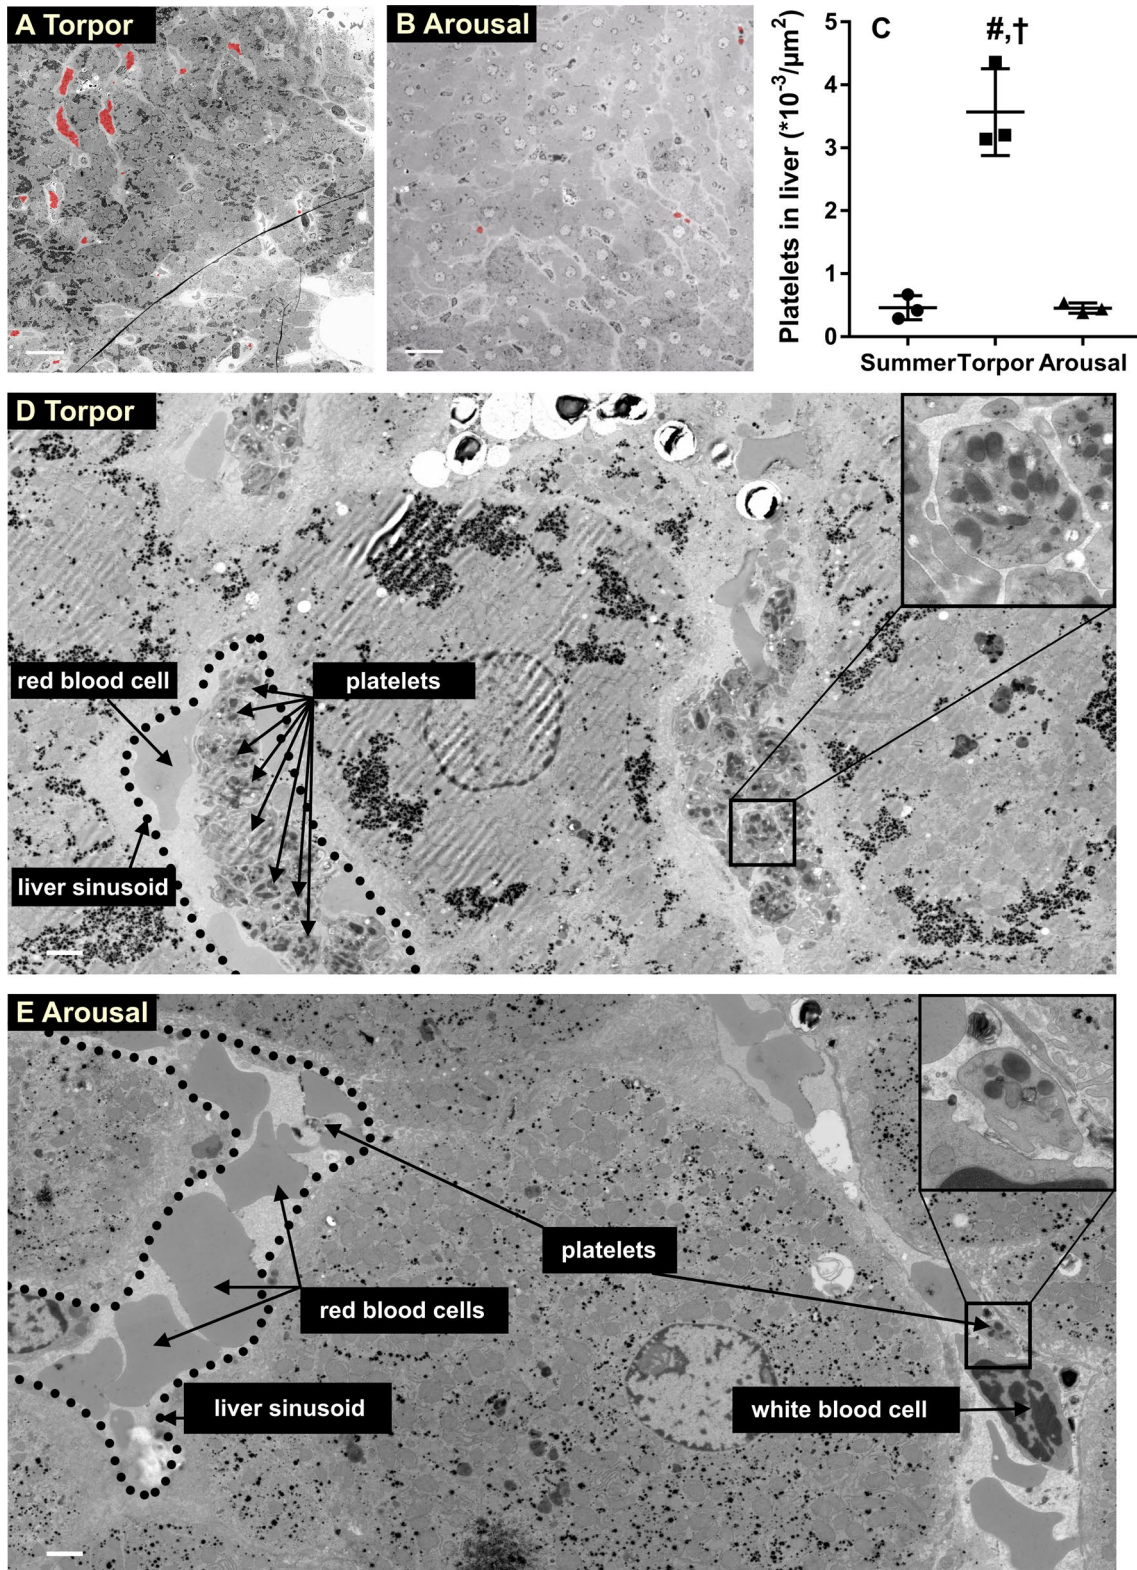 A Torpor
B Arousal
C
#,†
Platelets in liver (*10-3/µm2)
5
4
3
2
1
0
Summer Torpor Arousal
D Torpor
red blood cell
platelets
liver sinusoid
E Arousal
platelets
red blood cells
liver sinusoid
white blood cell